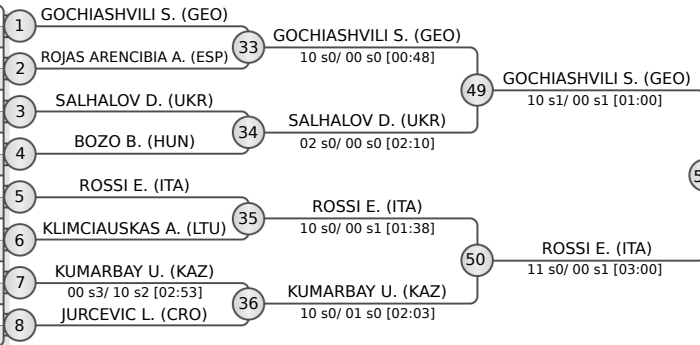 1
GOCHIASHVILI S. (GEO)
33
GOCHIASHVILI S. (GEO)
10 s0/ 00 s0 [00:48]
2
ROJAS ARENCIBIA A. (ESP)
49
GOCHIASHVILI S. (GEO)
10 s1/ 00 s1 [01:00]
3
SALHALOV D. (UKR)
34
SALHALOV D. (UKR)
02 s0/ 00 s0 [02:10]
4
BOZO B. (HUN)
5
ROSSI E. (ITA)
35
ROSSI E. (ITA)
10 s0/ 00 s1 [01:38]
6
KLIMCIAUSKAS A. (LTU)
50
ROSSI E. (ITA)
11 s0/ 00 s1 [03:00]
7
KUMARBAY U. (KAZ)
00 s3/ 10 s2 [02:53]
36
KUMARBAY U. (KAZ)
10 s0/ 01 s0 [02:03]
8
JURCEVIC L. (CRO)